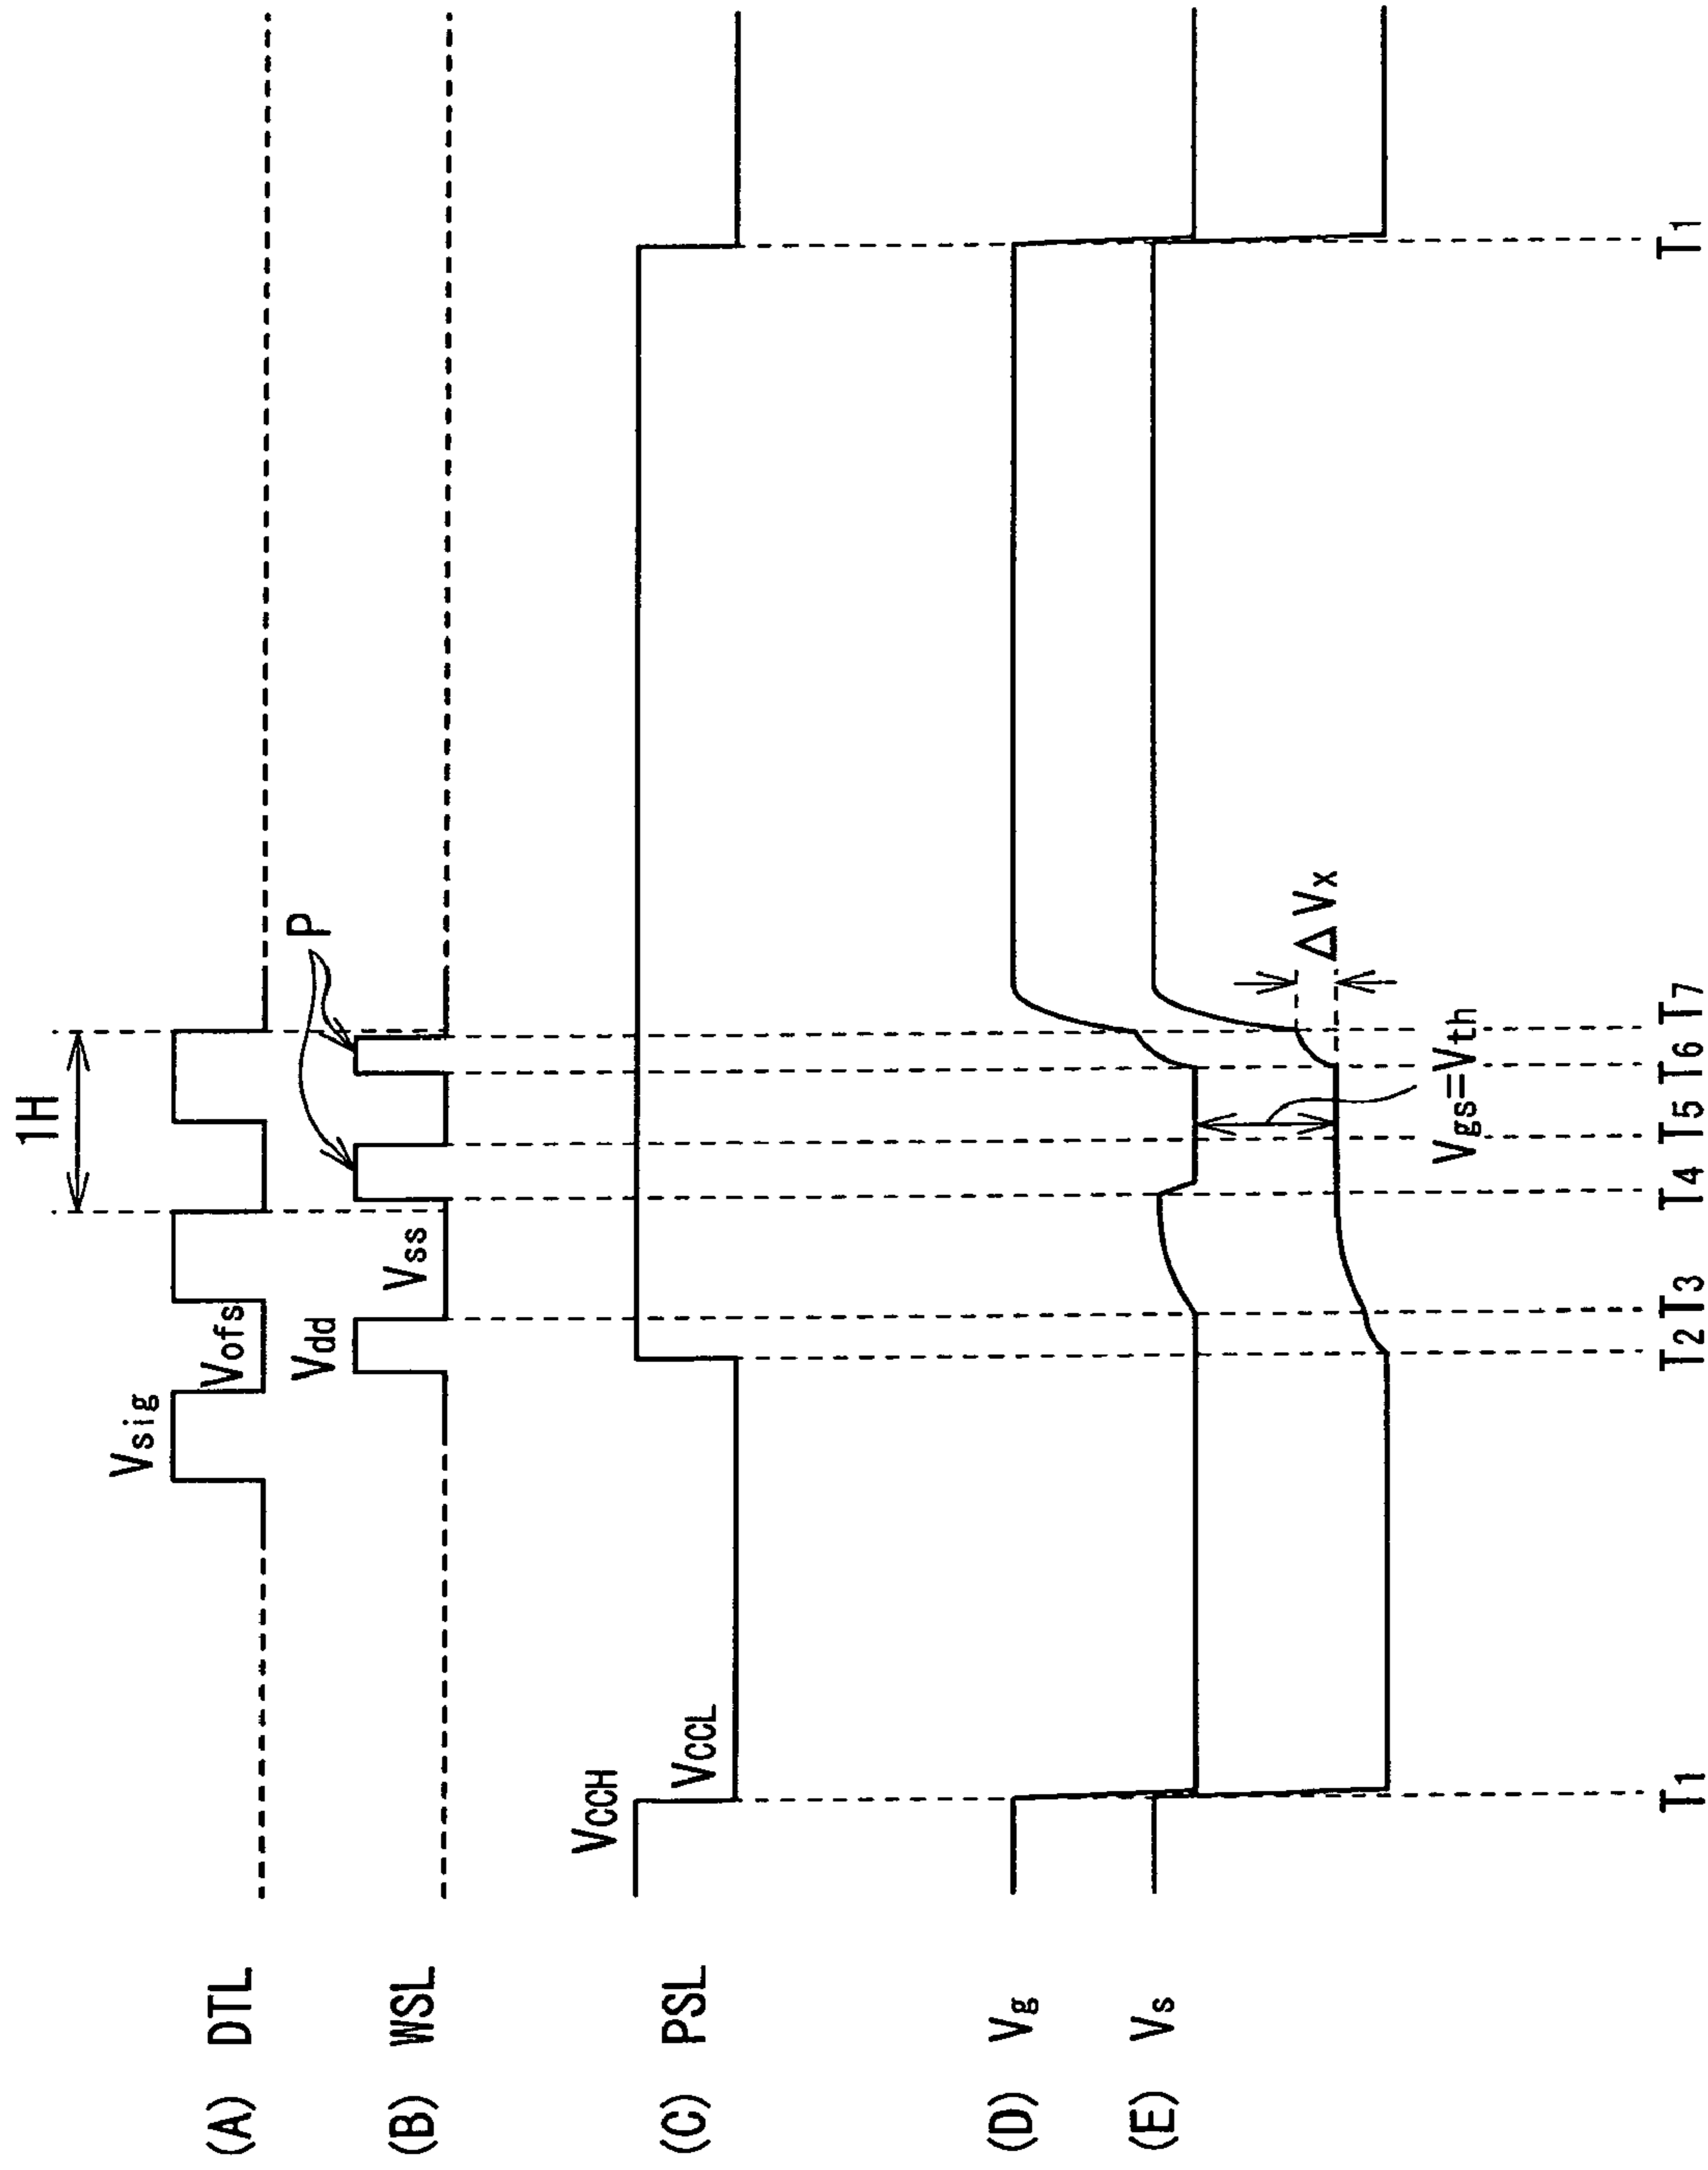 1H
(A) DTL
Vsig
Vofs
P
(B) WSL
Vdd
Vss
(C) PSL
VCCH
VCCL
(D) Vg
(E) Vs
ΔVx
Vgs=Vth
T1
T2
T3
T4
T5
T6
T7
T1